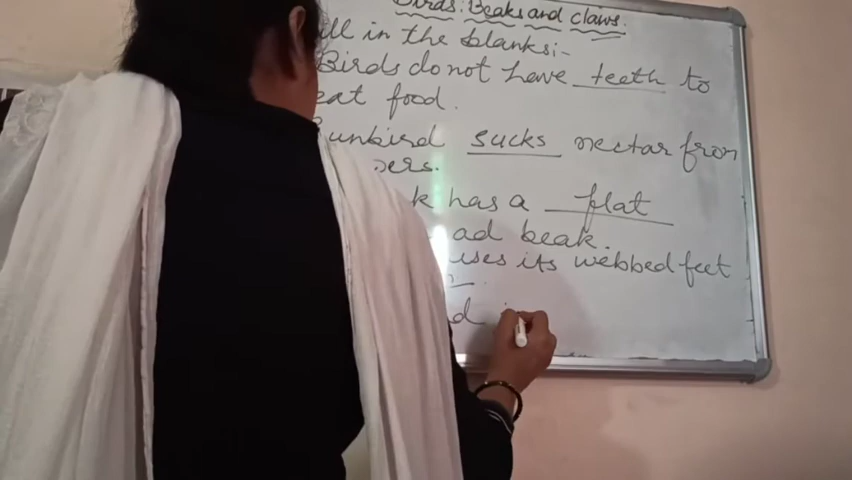 Birds: Beaks and claws.
ill in the blanks:-
Birds do not have teeth to
eat food.
unbird sucks nectar from
ers.
k has a flat
ad beak.
uses its webbed feet
d i